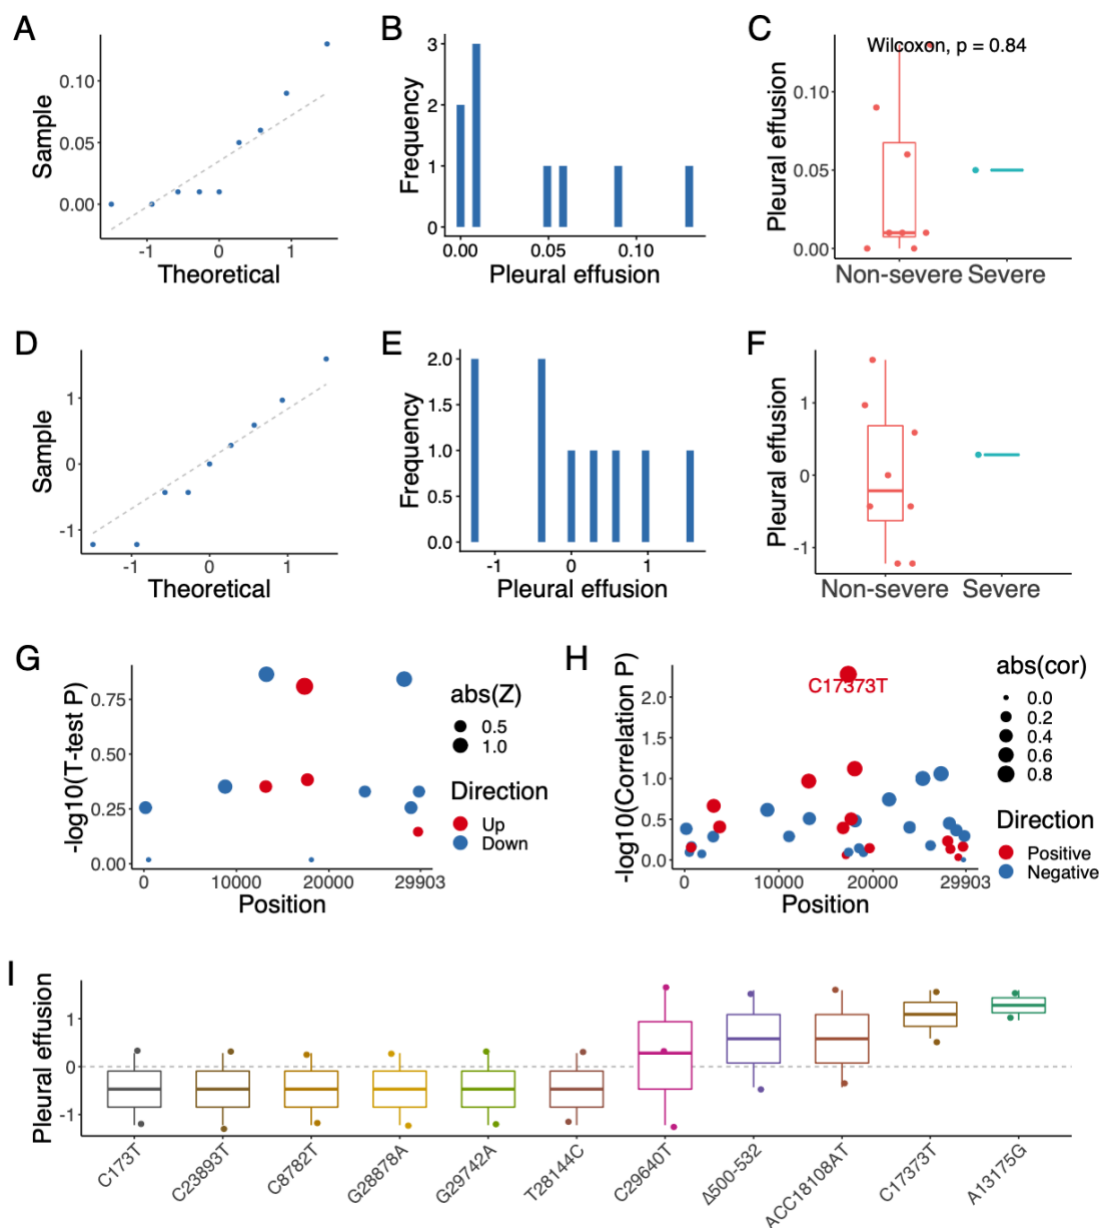 A
Sample
0.10
0.05
0.00
-1
0
1
Theoretical
B
Frequency
3
2
1
0
0.00
0.05
0.10
Pleural effusion
C
Wilcoxon, p = 0.84
Pleural effusion
0.10
0.05
0.00
Non-severe
Severe
D
Sample
1
0
-1
-1
0
1
Theoretical
E
Frequency
2.0
1.5
1.0
0.5
0.0
-1
0
1
Pleural effusion
F
Pleural effusion
1
0
-1
Non-severe
Severe
G
-log10(T-test P)
0.75
0.50
0.25
0.00
0
10000
20000
29903
Position
abs(Z)
0.5
1.0
Direction
Up
Down
H
-log10(Correlation P)
2.0
1.5
1.0
0.5
0.0
C17373T
0
10000
20000
29903
Position
abs(cor)
0.0
0.2
0.4
0.6
0.8
Direction
Positive
Negative
I
Pleural effusion
1
0
-1
C173T
C23893T
C8782T
G28878A
G29742A
T28144C
C29640T
Δ500-532
ACC18108AT
C17373T
A13175G